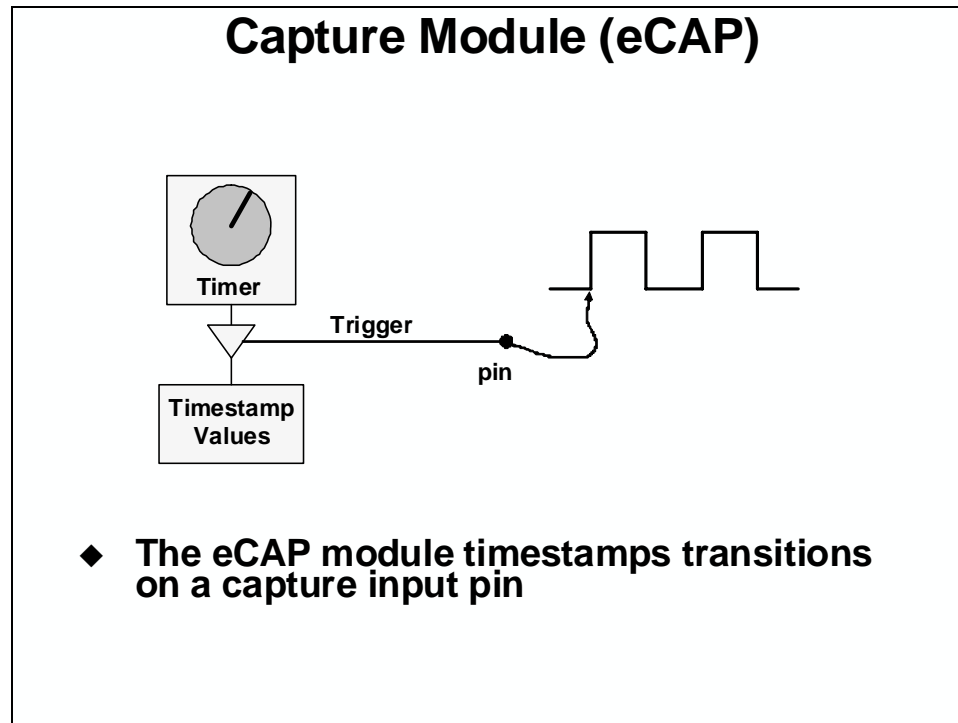 Capture Module (eCAP)
Timer
Trigger
pin
Timestamp
Values
◆ The eCAP module timestamps transitions
on a capture input pin